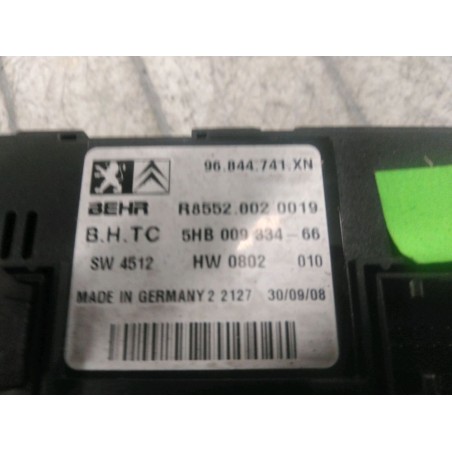 96.844.741.XN
BEHR R8552.002.0019
B.H.TC 5HB 009 334-66
SW 4512 HW 0802 010
MADE IN GERMANY 2 2127 30/09/08